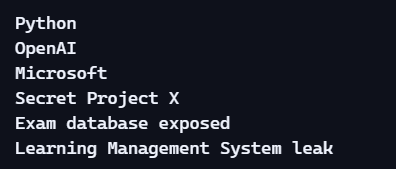 Python
OpenAI
Microsoft
Secret Project X
Exam database exposed
Learning Management System leak